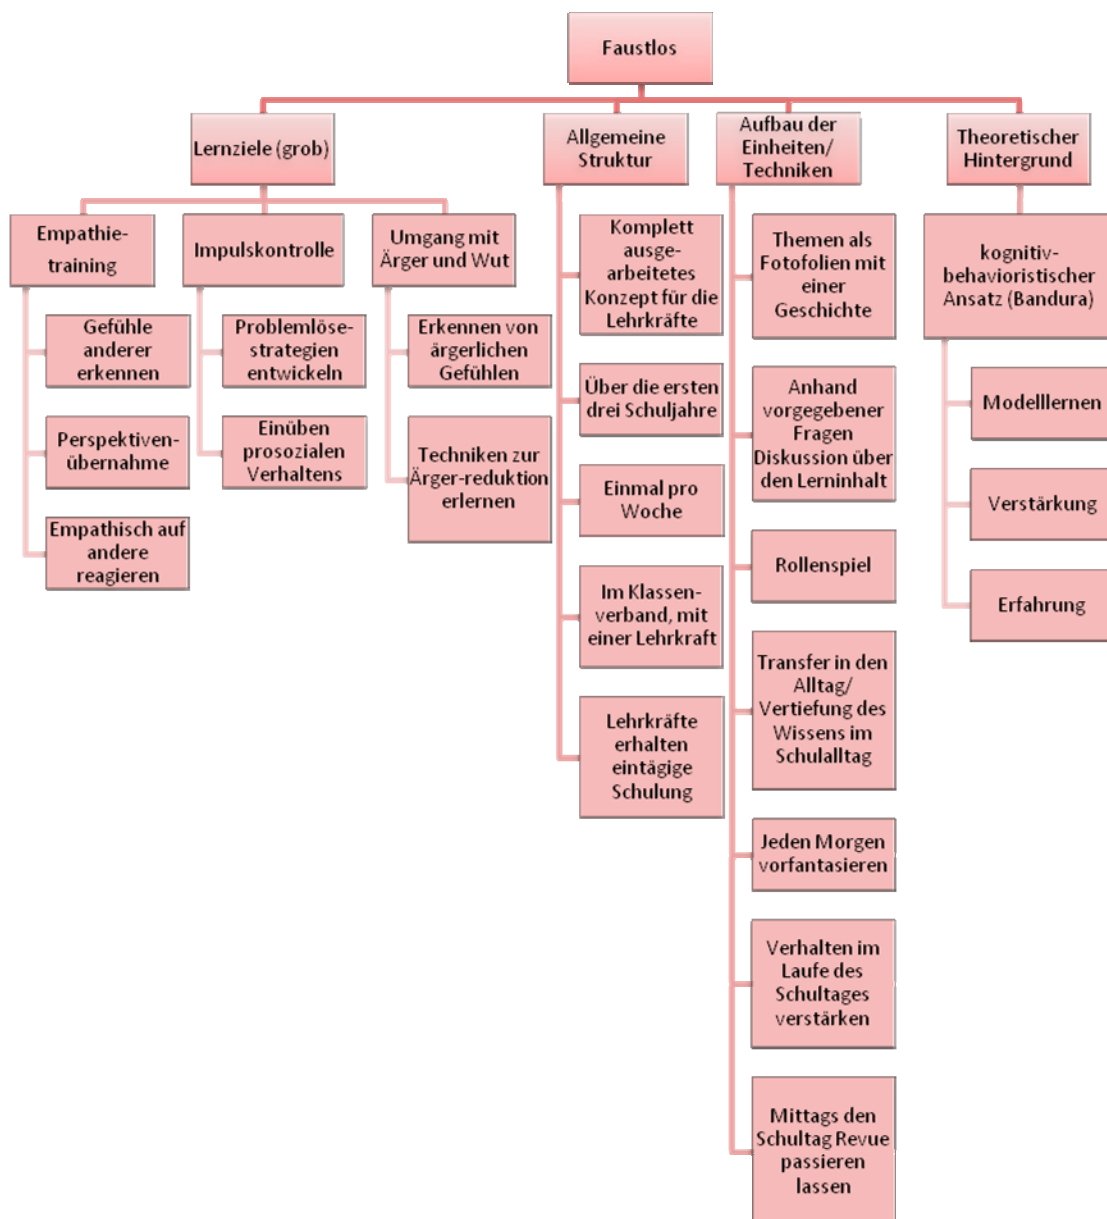 Faustlos
Lernziele (grob)
Empathie-
training
Gefühle
anderer
erkennen
Perspektiven-
übernahme
Empathisch auf
andere
reagieren
Impulskontrolle
Problemlöse-
strategien
entwickeln
Einüben
prosozialen
Verhaltens
Umgang mit
Ärger und Wut
Erkennen von
ärgerlichen
Gefühlen
Techniken zur
Ärger-reduktion
erlernen
Allgemeine
Struktur
Komplett
ausge-
arbeitetes
Konzept für die
Lehrkräfte
Über die ersten
drei Schuljahre
Einmal pro
Woche
Im Klassen-
verband, mit
einer Lehrkraft
Lehrkräfte
erhalten
eintägige
Schulung
Aufbau der
Einheiten/
Techniken
Themen als
Fotofolien mit
einer
Geschichte
Anhand
vorgegebener
Fragen
Diskussion über
den Lerninhalt
Rollenspiel
Transfer in den
Alltag/
Vertiefung des
Wissens im
Schulalltag
Jeden Morgen
vorfantasieren
Verhalten im
Laufe des
Schultages
verstärken
Mittags den
Schultag Revue
passieren
lassen
Theoretischer
Hintergrund
kognitiv-
behavioristischer
Ansatz (Bandura)
Modelllernen
Verstärkung
Erfahrung